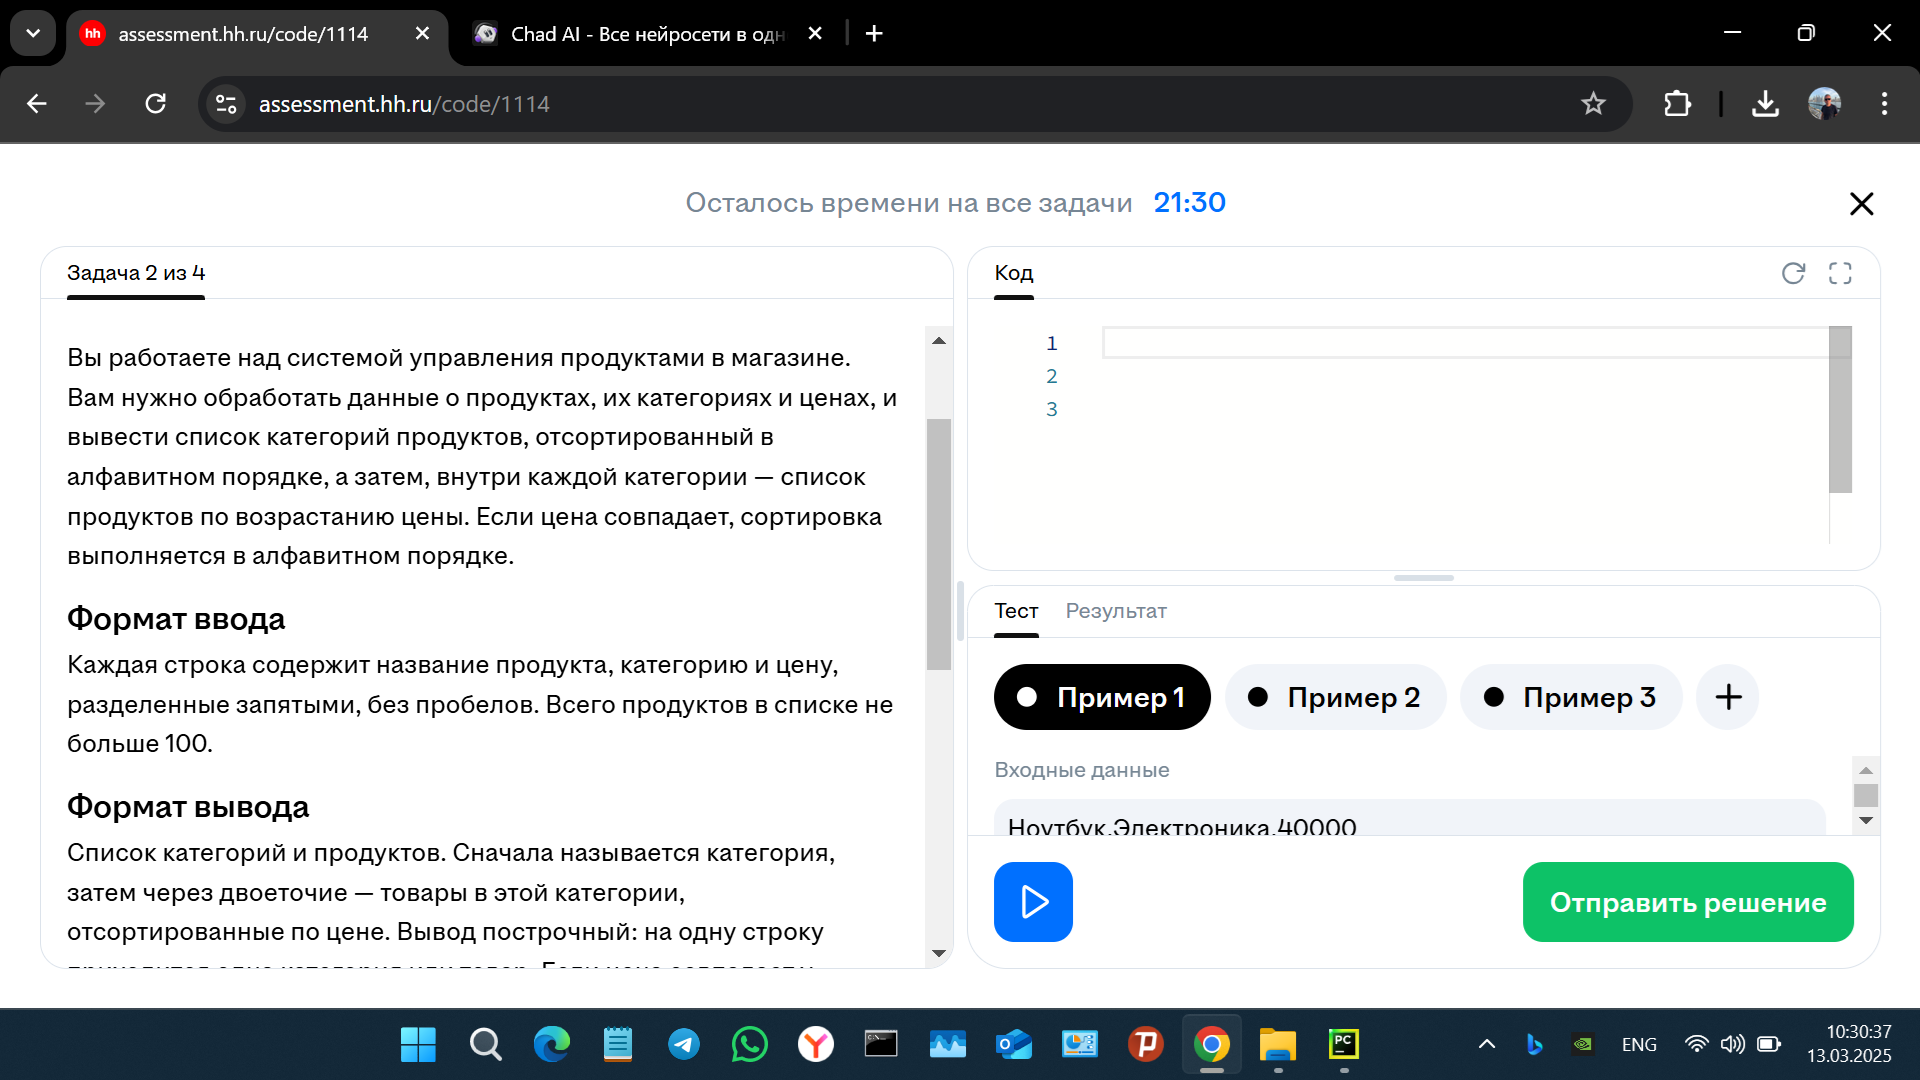 assessment.hh.ru/code/1114
Chad AI - Все нейросети в одн
assessment.hh.ru/code/1114
Осталось времени на все задачи 21:30
Задача 2 из 4
Вы работаете над системой управления продуктами в магазине.
Вам нужно обработать данные о продуктах, их категориях и ценах, и
вывести список категорий продуктов, отсортированный в
алфавитном порядке, а затем, внутри каждой категории — список
продуктов по возрастанию цены. Если цена совпадает, сортировка
выполняется в алфавитном порядке.
Формат ввода
Каждая строка содержит название продукта, категорию и цену,
разделенные запятыми, без пробелов. Всего продуктов в списке не
больше 100.
Формат вывода
Список категорий и продуктов. Сначала называется категория,
затем через двоеточие — товары в этой категории,
отсортированные по цене. Вывод построчный: на одну строку
Код
1
2
3
Тест Результат
Пример 1 Пример 2 Пример 3
Входные данные
Ноутбук,Электроника,40000
Отправить решение
ENG
10:30:37
13.03.2025